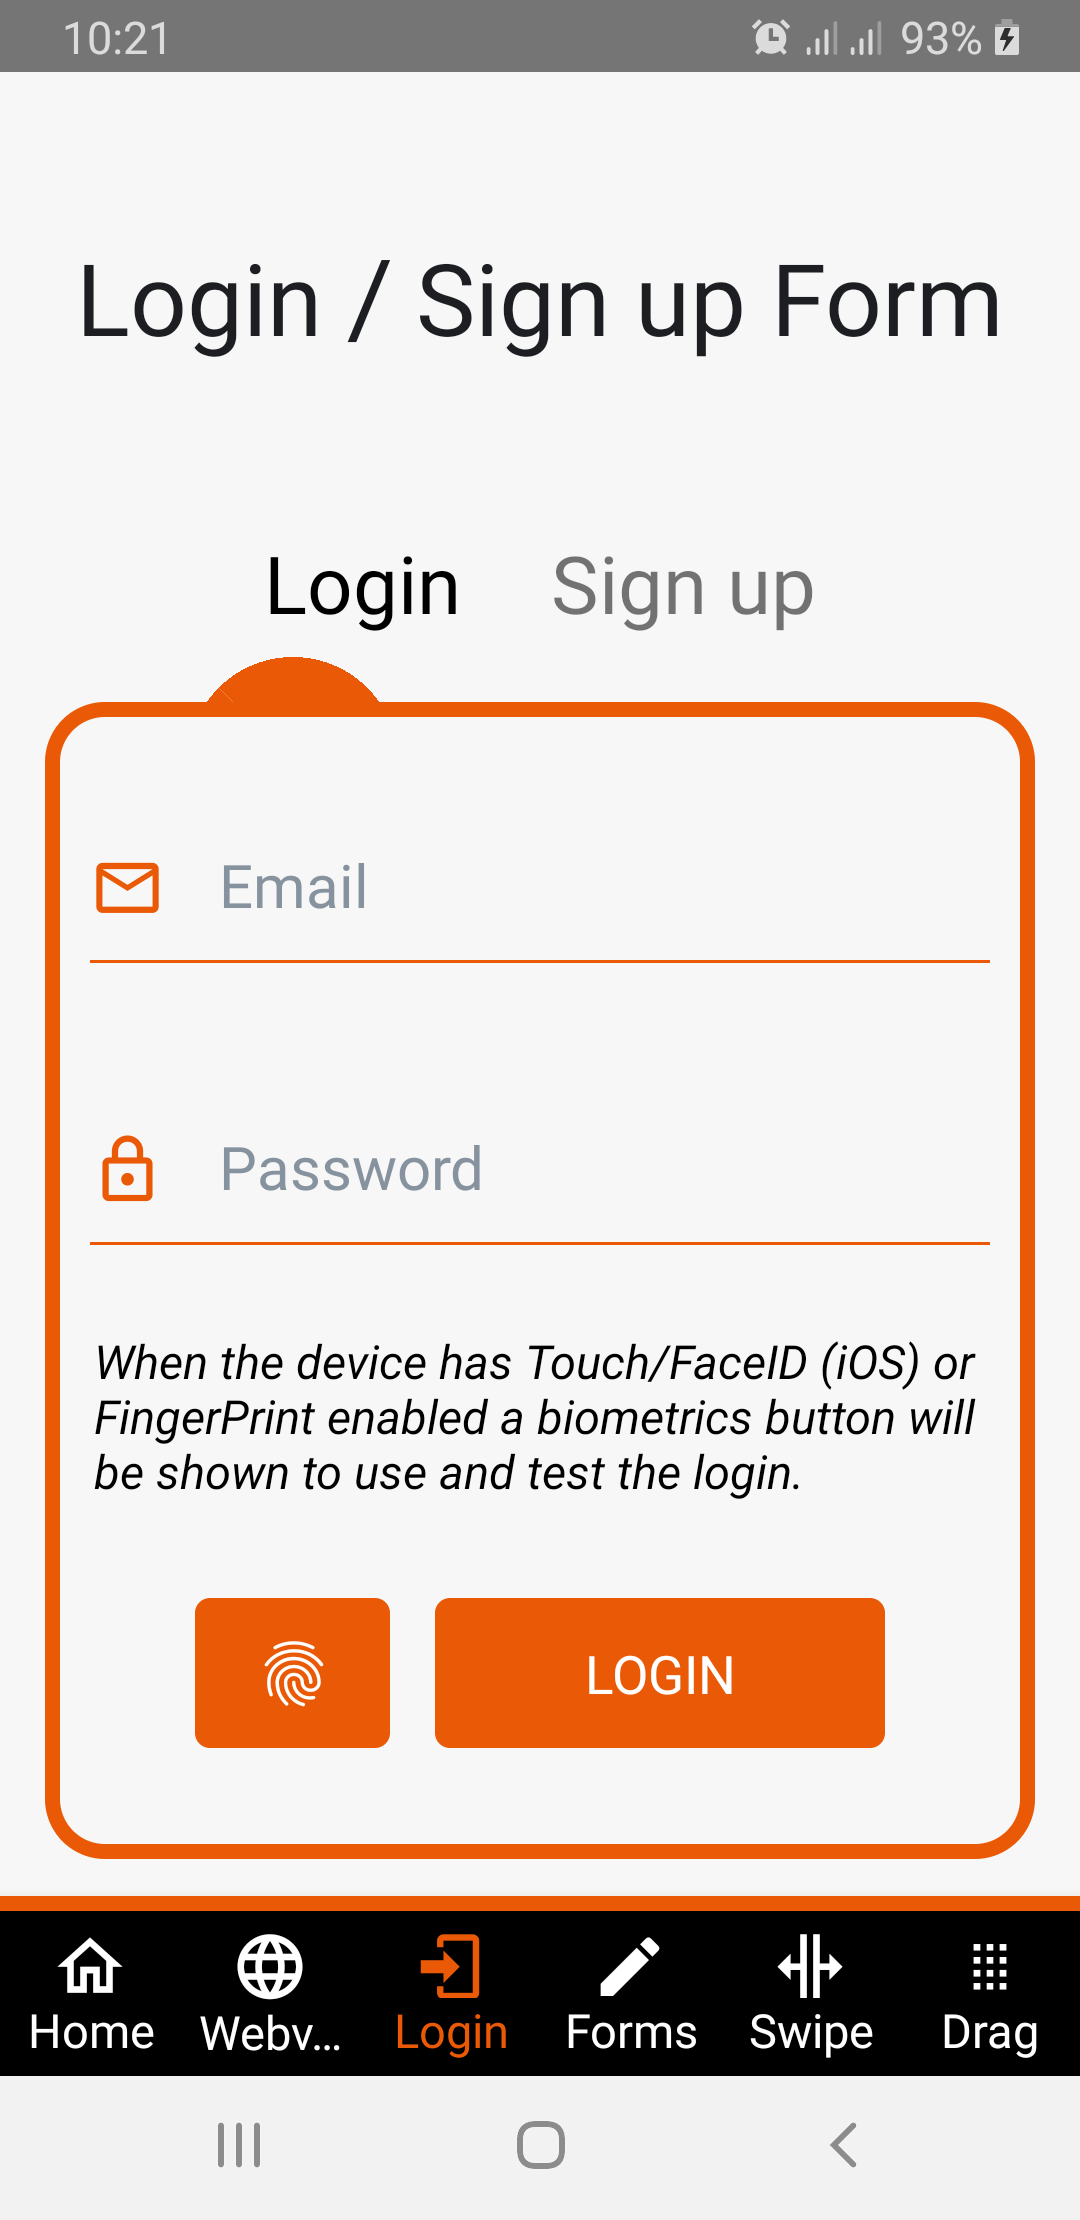 10:21
93%
Login / Sign up Form
Login
Sign up
Email
Password
When the device has Touch/FaceID (iOS) or
FingerPrint enabled a biometrics button will
be shown to use and test the login.
LOGIN
Home
Webv...
Login
Forms
Swipe
Drag